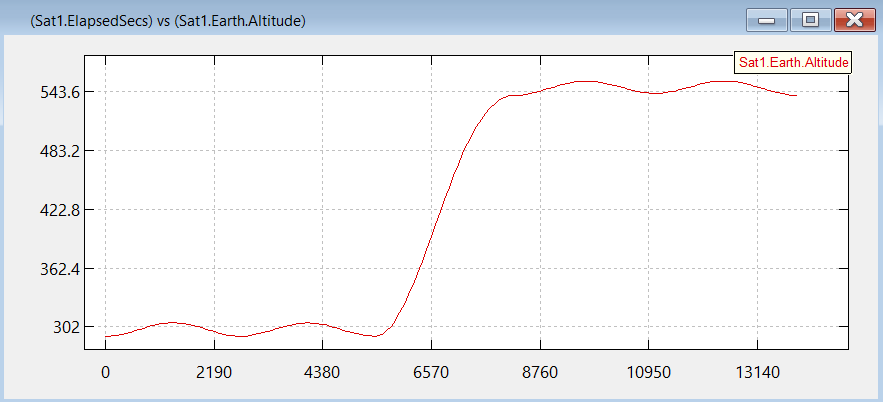 (Sat1.ElapsedSecs) vs (Sat1.Earth.Altitude)
Sat1.Earth.Altitude
543.6
483.2
422.8
362.4
302
0 2190 4380 6570 8760 10950 13140